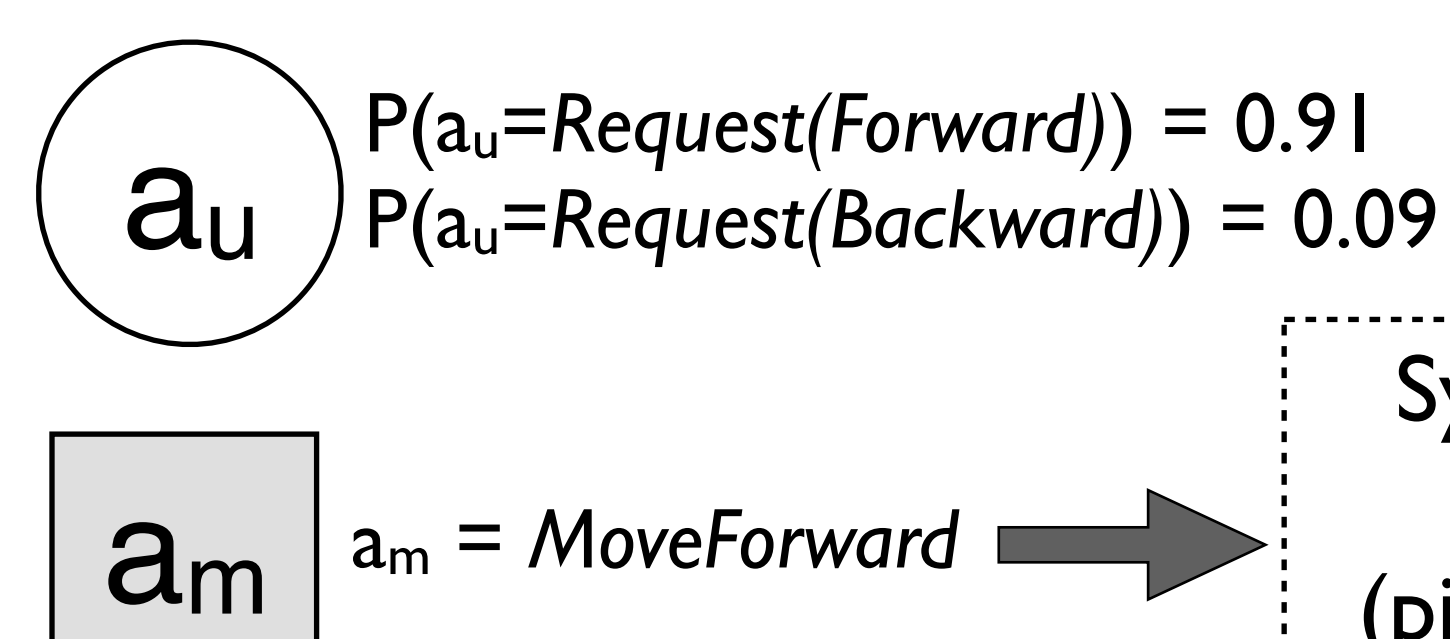 P(au=Request(Forward)) = 0.91
au
P(au=Request(Backward)) = 0.09
am
am = MoveForward